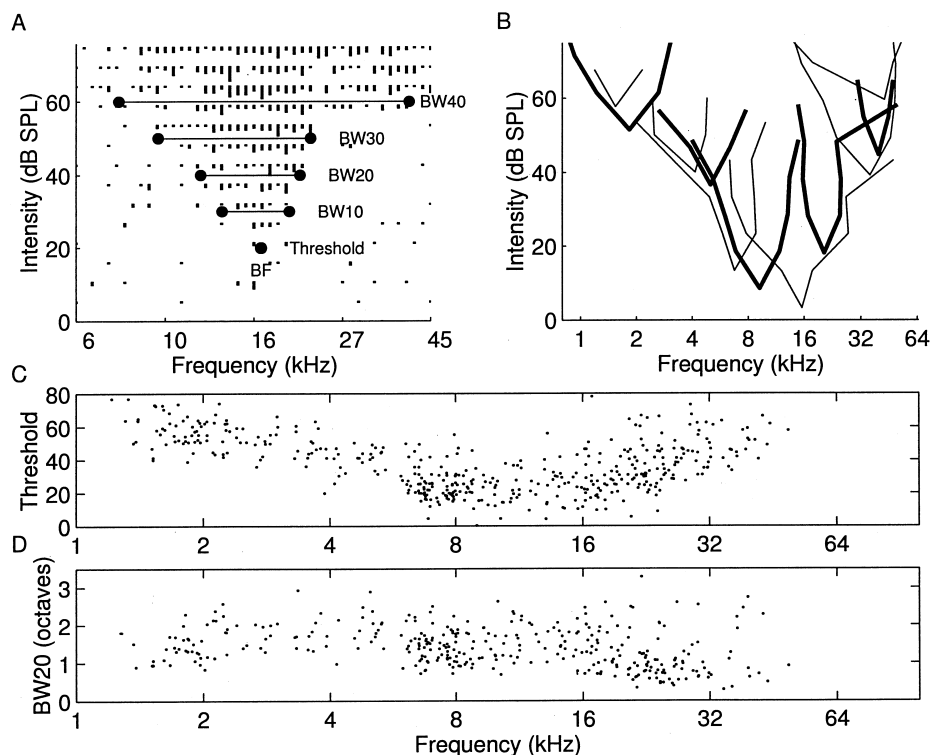 A
Intensity (dB SPL)
60
40
20
0
BW40
BW30
BW20
BW10
Threshold
BF
6 10 16 27 45
Frequency (kHz)
B
Intensity (dB SPL)
60
40
20
0
1 2 4 8 16 32 64
Frequency (kHz)
C
Threshold
80
60
40
20
0
1 2 4 8 16 32 64
D
BW20 (octaves)
3
2
1
0
1 2 4 8 16 32 64
Frequency (kHz)